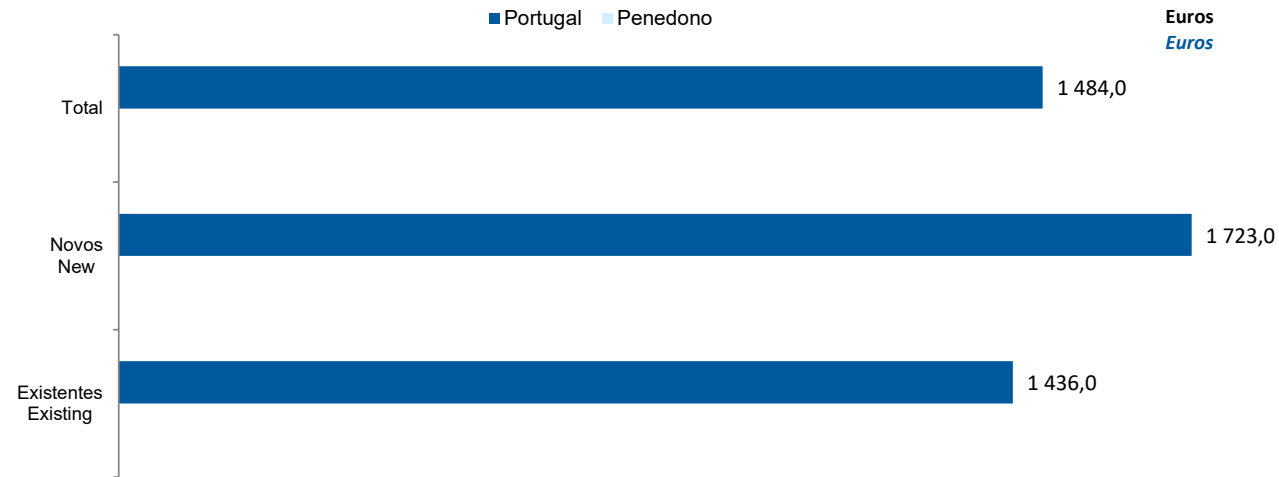 Portugal Penedono
Euros
Euros
Total
1 484,0
Novos
New
1 723,0
Existentes
Existing
1 436,0